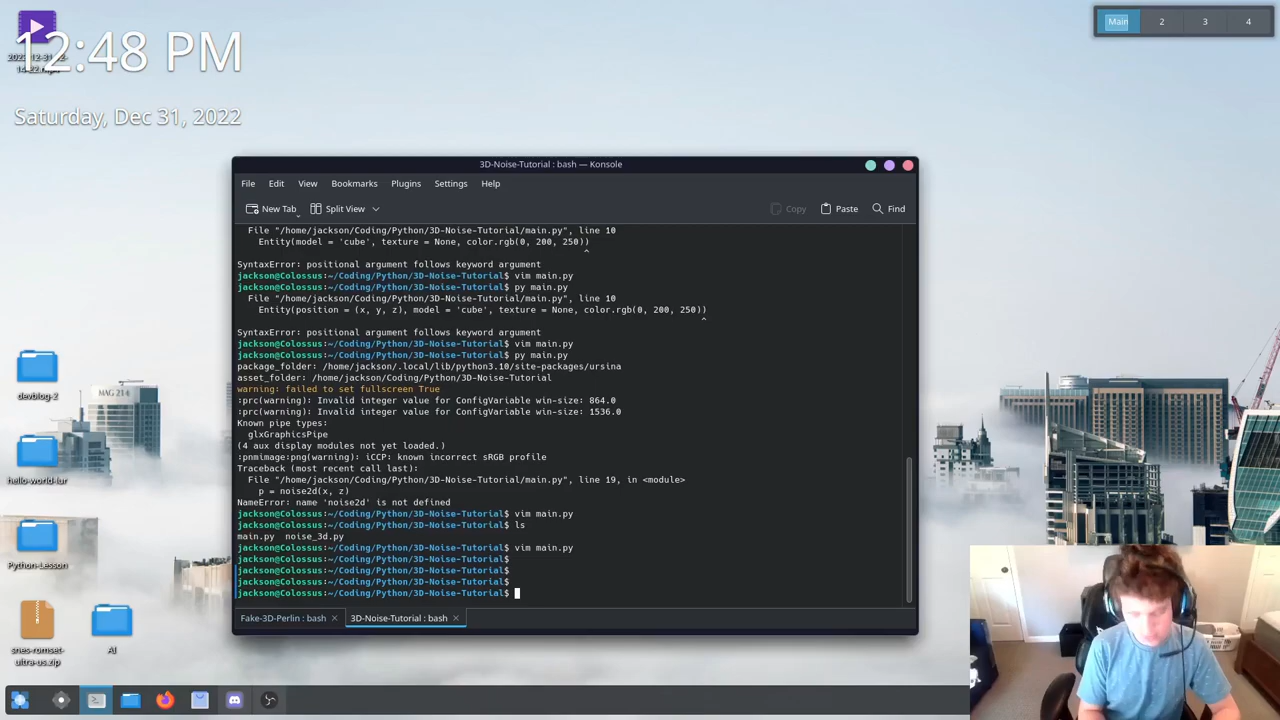 12:48 PM
Saturday, Dec 31, 2022
Main 2 3 4
3D-Noise-Tutorial : bash — Konsole
File Edit View Bookmarks Plugins Settings Help
New Tab Split View Copy Paste Find
File "/home/jackson/Coding/Python/3D-Noise-Tutorial/main.py", line 10
Entity(model = 'cube', texture = None, color.rgb(0, 200, 250))
^
SyntaxError: positional argument follows keyword argument
jackson@Colossus:~/Coding/Python/3D-Noise-Tutorial$ vim main.py
jackson@Colossus:~/Coding/Python/3D-Noise-Tutorial$ py main.py
File "/home/jackson/Coding/Python/3D-Noise-Tutorial/main.py", line 10
Entity(position = (x, y, z), model = 'cube', texture = None, color.rgb(0, 200, 250))
^
SyntaxError: positional argument follows keyword argument
jackson@Colossus:~/Coding/Python/3D-Noise-Tutorial$ vim main.py
jackson@Colossus:~/Coding/Python/3D-Noise-Tutorial$ py main.py
package_folder: /home/jackson/.local/lib/python3.10/site-packages/ursina
asset_folder: /home/jackson/Coding/Python/3D-Noise-Tutorial
warning: failed to set fullscreen True
:prc(warning): Invalid integer value for ConfigVariable win-size: 864.0
:prc(warning): Invalid integer value for ConfigVariable win-size: 1536.0
Known pipe types:
glxGraphicsPipe
(4 aux display modules not yet loaded.)
:pnmimage:png(warning): iCCP: known incorrect sRGB profile
Traceback (most recent call last):
File "/home/jackson/Coding/Python/3D-Noise-Tutorial/main.py", line 19, in <module>
p = noise2d(x, z)
NameError: name 'noise2d' is not defined
jackson@Colossus:~/Coding/Python/3D-Noise-Tutorial$ vim main.py
jackson@Colossus:~/Coding/Python/3D-Noise-Tutorial$ ls
main.py noise_3d.py
jackson@Colossus:~/Coding/Python/3D-Noise-Tutorial$ vim main.py
jackson@Colossus:~/Coding/Python/3D-Noise-Tutorial$
jackson@Colossus:~/Coding/Python/3D-Noise-Tutorial$
jackson@Colossus:~/Coding/Python/3D-Noise-Tutorial$
jackson@Colossus:~/Coding/Python/3D-Noise-Tutorial$
Fake-3D-Perlin : bash 3D-Noise-Tutorial : bash
devblog-2
hello-world-lur
Python-Lesson
snes-romset-
ultra-us.zip
AI
MAG 214